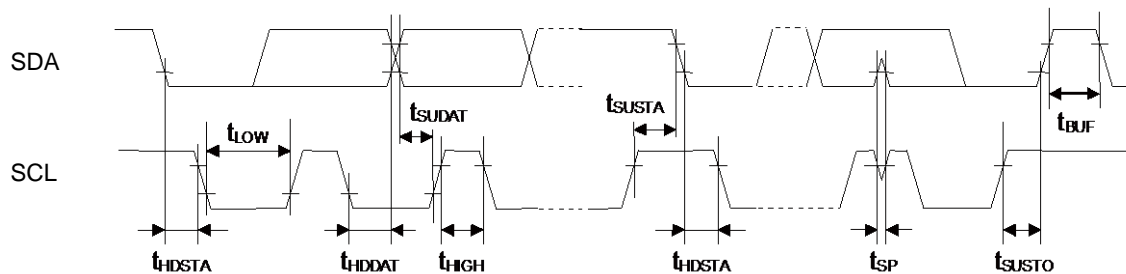 SDA
tSUDAT
tSUSTA
tLOW
tBUF
SCL
tHDSTA
tHDDAT
tHIGH
tHDSTA
tSP
tSUSTO